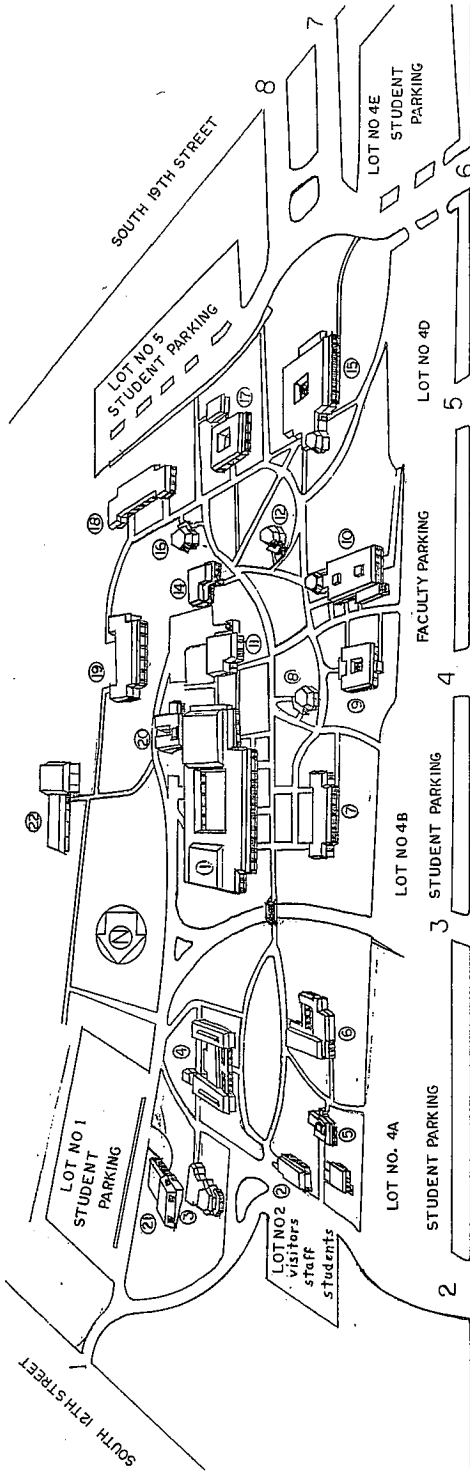 SOUTH 12TH STREET
SOUTH 19TH STREET
LOT NO 1
STUDENT
PARKING
LOT NO 2
visitors
staff
students
LOT NO. 4A
STUDENT PARKING
LOT NO 4B
STUDENT PARKING
FACULTY PARKING
LOT NO 4D
LOT NO 4E
STUDENT
PARKING
LOT NO 5
STUDENT PARKING
N
1
2
3
4
5
6
7
8
1
2
3
4
5
6
7
8
9
10
11
12
14
15
16
17
18
19
20
21
22